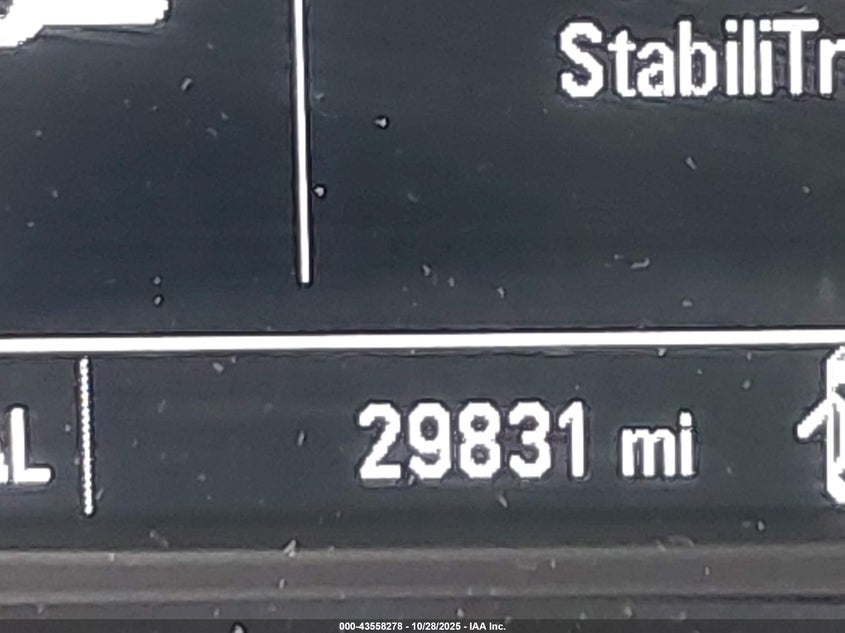 StabiliTr
29831 mi
000-43558278 - 10/28/2025 - IAA Inc.